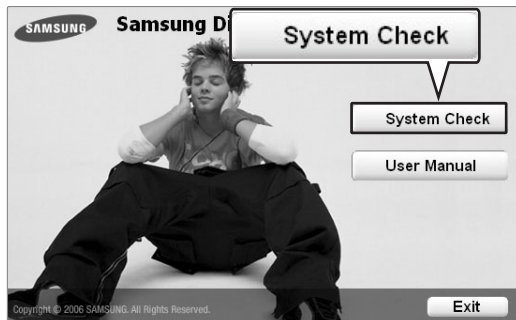 SAMSUNG
Samsung Di
System Check
System Check
User Manual
Copyright © 2006 SAMSUNG. All Rights Reserved.
Exit